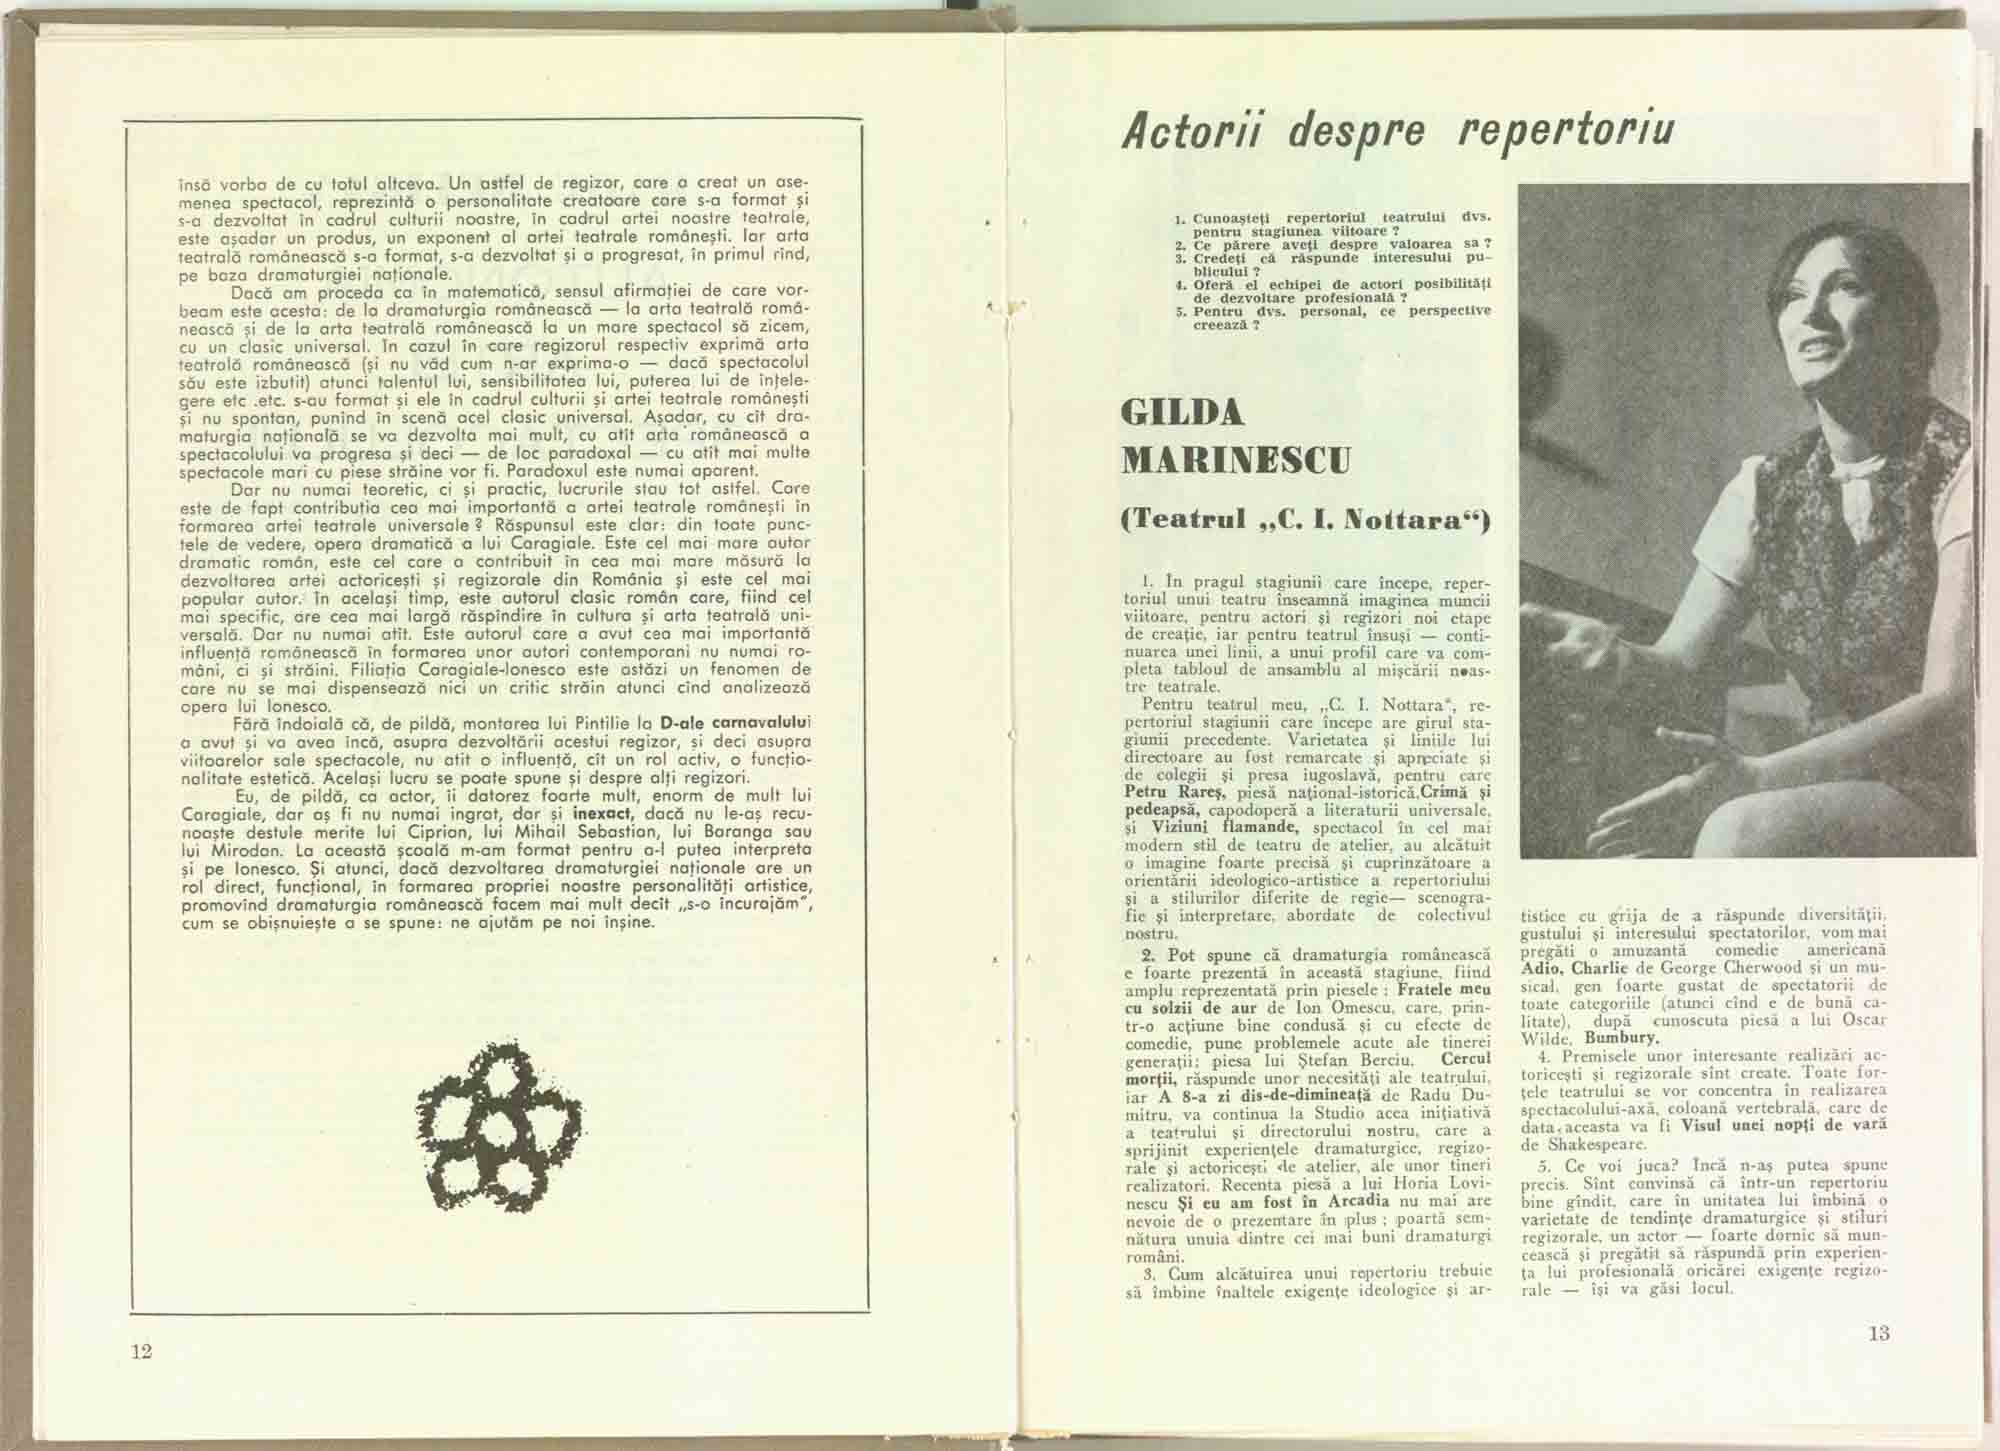 însă vorba de cu totul altceva. Un astfel de regizor, care a creat un ase-
menea spectacol, reprezintă o personalitate creatoare care s-a format și
s-a dezvoltat în cadrul culturii noastre, în cadrul artei noastre teatrale,
este așadar un produs, un exponent al artei teatrale românești. Iar arta
teatrală românească s-a format, s-a dezvoltat și a progresat, în primul rînd,
pe baza dramaturgiei naționale.
Dacă am proceda ca în matematică, sensul afirmației de care vor-
beam este acesta: de la dramaturgia românească — la arta teatrală româ-
nească și de la arta teatrală românească la un mare spectacol să zicem,
cu un clasic universal. În cazul în care regizorul respectiv exprimă arta
teatrală românească (și nu văd cum n-ar exprima-o — dacă spectacolul
său este izbutit) atunci talentul lui, sensibilitatea lui, puterea lui de înțele-
gere etc .etc. s-au format și ele în cadrul culturii și artei teatrale românești
și nu spontan, punînd în scenă acel clasic universal. Așadar, cu cît dra-
maturgia națională se va dezvolta mai mult, cu atît arta românească a
spectacolului va progresa și deci — de loc paradoxal — cu atît mai multe
spectacole mari cu piese străine vor fi. Paradoxul este numai aparent.
Dar nu numai teoretic, ci și practic, lucrurile stau tot astfel. Care
este de fapt contribuția cea mai importantă a artei teatrale românești în
formarea artei teatrale universale ? Răspunsul este clar: din toate punc-
tele de vedere, opera dramatică a lui Caragiale. Este cel mai mare autor
dramatic român, este cel care a contribuit în cea mai mare măsură la
dezvoltarea artei actoricești și regizorale din România și este cel mai
popular autor. În același timp, este autorul clasic român care, fiind cel
mai specific, are cea mai largă răspîndire în cultura și arta teatrală uni-
versală. Dar nu numai atît. Este autorul care a avut cea mai importantă
influență românească în formarea unor autori contemporani nu numai ro-
mâni, ci și străini. Filiația Caragiale-Ionesco este astăzi un fenomen de
care nu se mai dispensează nici un critic străin atunci cînd analizează
opera lui Ionesco.
Fără îndoială că, de pildă, montarea lui Pintilie la D-ale carnavalului
a avut și va avea încă, asupra dezvoltării acestui regizor, și deci asupra
viitoarelor sale spectacole, nu atît o influență, cît un rol activ, o funcțio-
nalitate estetică. Același lucru se poate spune și despre alți regizori.
Eu, de pildă, ca actor, îi datorez foarte mult, enorm de mult lui
Caragiale, dar aș fi nu numai ingrat, dar și inexact, dacă nu le-aș recu-
noaște destule merite lui Ciprian, lui Mihail Sebastian, lui Baranga sau
lui Mirodan. La această școală m-am format pentru a-l putea interpreta
și pe Ionesco. Și atunci, dacă dezvoltarea dramaturgiei naționale are un
rol direct, funcțional, în formarea propriei noastre personalități artistice,
promovînd dramaturgia românească facem mai mult decît „s-o încurajăm",
cum se obișnuiește a se spune: ne ajutăm pe noi înșine.
12
Actorii despre repertoriu
1. Cunoașteți repertoriul teatrului dvs.
pentru stagiunea viitoare ?
2. Ce părere aveți despre valoarea sa ?
3. Credeți că răspunde interesului pu-
blicului ?
4. Oferă el echipei de actori posibilități
de dezvoltare profesională ?
5. Pentru dvs. personal, ce perspective
creează ?
GILDA
MARINESCU
(Teatrul „C. I. Nottara“)
1. În pragul stagiunii care începe, reper-
toriul unui teatru înseamnă imaginea muncii
viitoare, pentru actori și regizori noi etape
de creație, iar pentru teatrul însuși — conti-
nuarea unei linii, a unui profil care va com-
pleta tabloul de ansamblu al mișcării noas-
tre teatrale.
Pentru teatrul meu, „C. I. Nottara“, re-
pertoriul stagiunii care începe are girul sta-
giunii precedente. Varietatea și liniile lui
directoare au fost remarcate și apreciate și
de colegii și presa iugoslavă, pentru care
Petru Rareș, piesă național-istorică,Crimă și
pedeapsă, capodoperă a literaturii universale,
și Viziuni flamande, spectacol în cel mai
modern stil de teatru de atelier, au alcătuit
o imagine foarte precisă și cuprinzătoare a
orientării ideologico-artistice a repertoriului
și a stilurilor diferite de regie— scenogra-
fie și interpretare, abordate de colectivul
nostru.
2. Pot spune că dramaturgia românească
e foarte prezentă în această stagiune, fiind
amplu reprezentată prin piesele : Fratele meu
cu solzii de aur de Ion Omescu, care, prin-
tr-o acțiune bine condusă și cu efecte de
comedie, pune problemele acute ale tinerei
generații; piesa lui Ștefan Berciu, Cercul
morții, răspunde unor necesități ale teatrului,
iar A 8-a zi dis-de-dimineață de Radu Du-
mitru, va continua la Studio acea inițiativă
a teatrului și directorului nostru, care a
sprijinit experiențele dramaturgice, regizo-
rale și actoricești de atelier, ale unor tineri
realizatori. Recenta piesă a lui Horia Lovi-
nescu Și eu am fost în Arcadia nu mai are
nevoie de o prezentare în plus ; poartă sem-
nătura unuia dintre cei mai buni dramaturgi
români.
3. Cum alcătuirea unui repertoriu trebuie
să îmbine înaltele exigențe ideologice și ar-
tistice cu grija de a răspunde diversității,
gustului și interesului spectatorilor, vom mai
pregăti o amuzantă comedie americană
Adio, Charlie de George Cherwood și un mu-
sical, gen foarte gustat de spectatorii de
toate categoriile (atunci cînd e de bună ca-
litate), după cunoscuta piesă a lui Oscar
Wilde, Bumbury.
4. Premisele unor interesante realizări ac-
toricești și regizorale sînt create. Toate for-
țele teatrului se vor concentra în realizarea
spectacolului-axă, coloană vertebrală, care de
data aceasta va fi Visul unei nopți de vară
de Shakespeare.
5. Ce voi juca? Încă n-aș putea spune
precis. Sînt convinsă că într-un repertoriu
bine gîndit, care în unitatea lui îmbină o
varietate de tendințe dramaturgice și stiluri
regizorale, un actor — foarte dornic să mun-
cească și pregătit să răspundă prin experien-
ța lui profesională oricărei exigențe regizo-
rale — își va găsi locul.
13